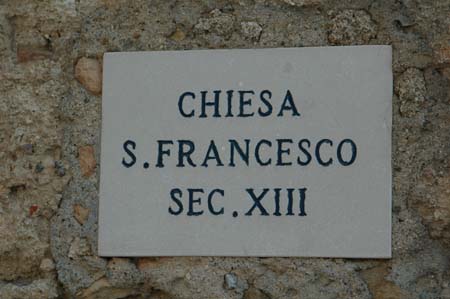 CHIESA
S. FRANCESCO
SEC. XIII